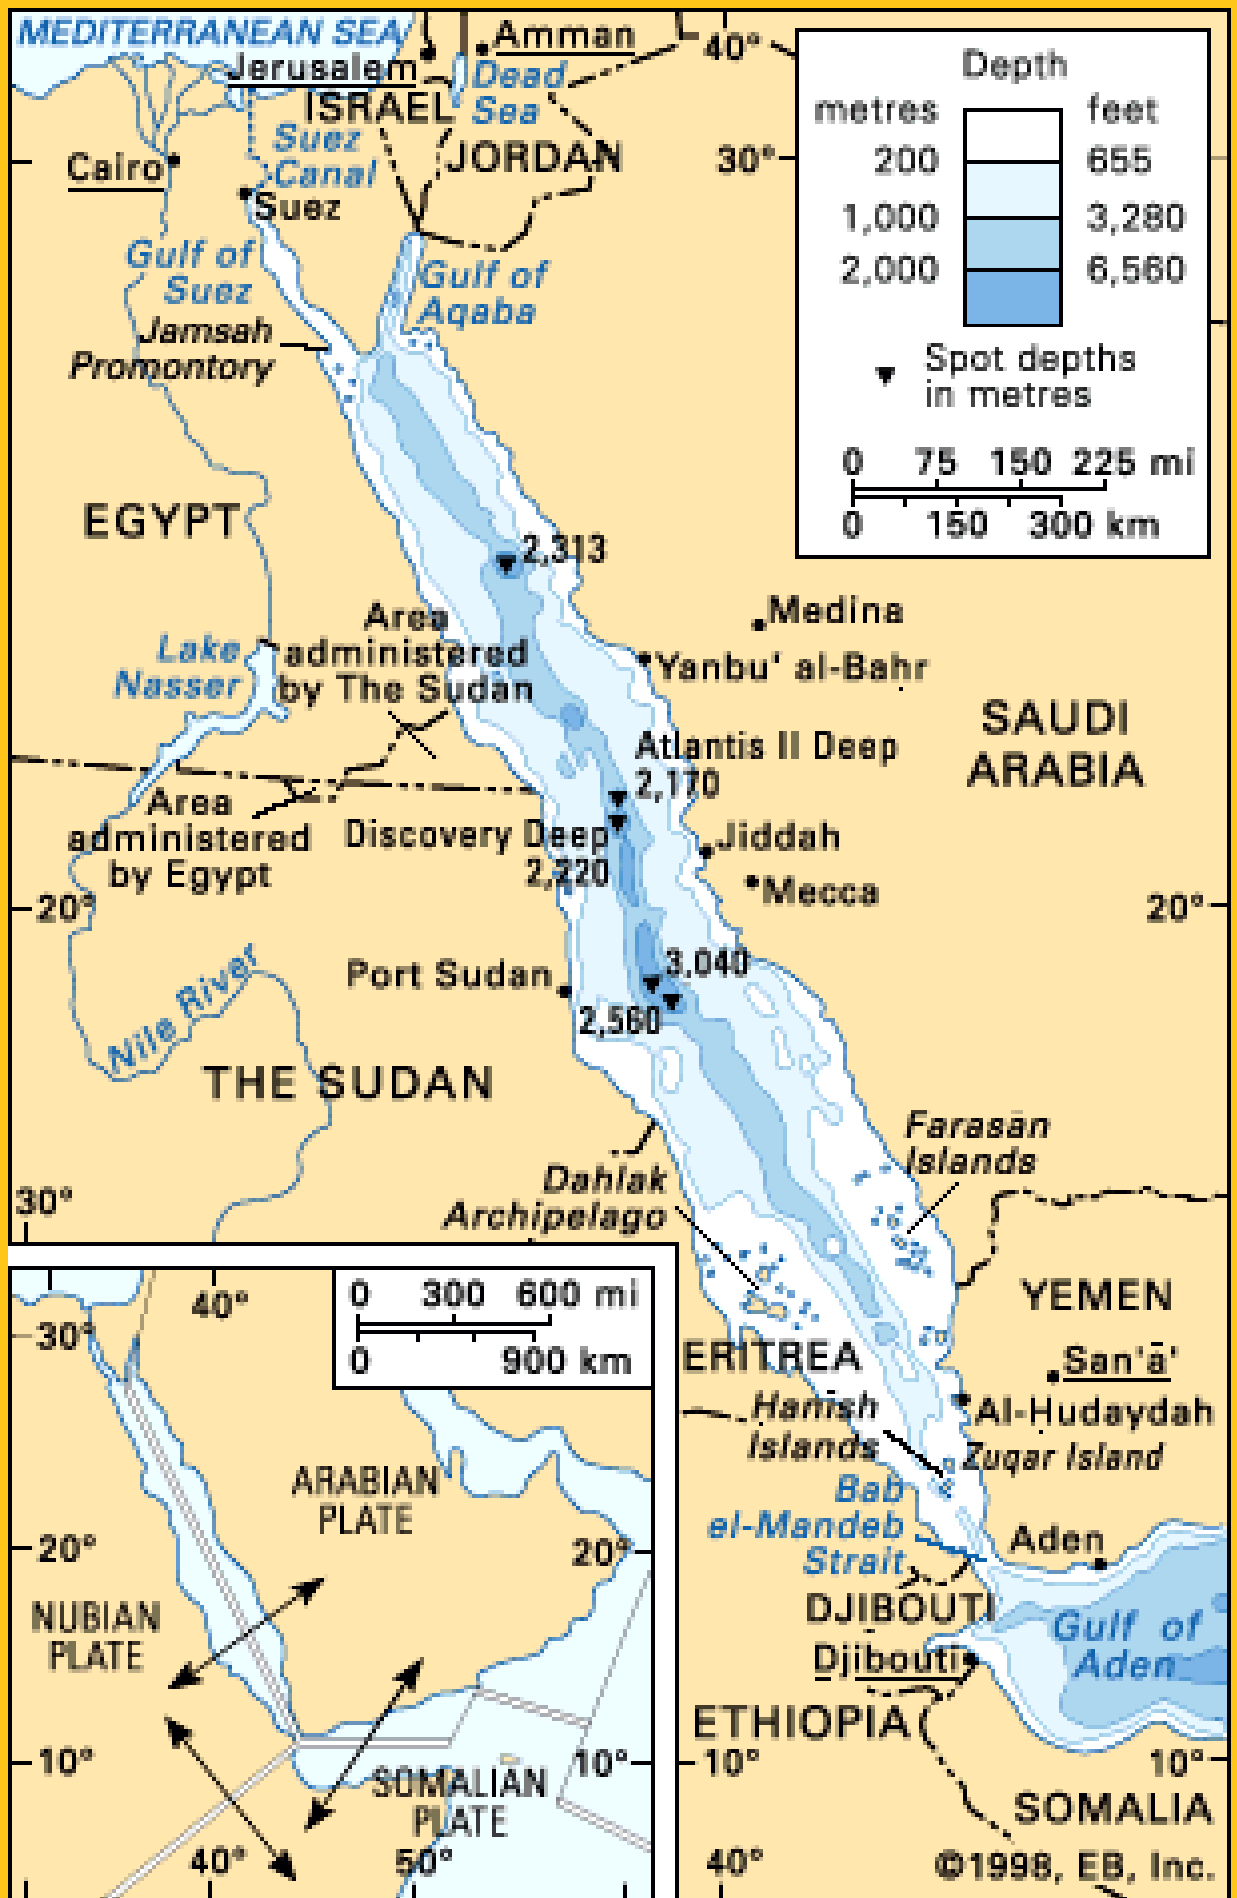 MEDITERRANEAN SEA
Amman
40°
Jerusalem
Dead
Sea
ISRAEL
Suez
Canal
JORDAN
Cairo
30°
Suez
Gulf of
Suez
Gulf of
Aqaba
Jamsah
Promontory
Depth
metres feet
200 655
1,000 3,280
2,000 6,560
Spot depths
in metres
0 75 150 225 mi
0 150 300 km
EGYPT
2,313
Medina
Area
administered
by The Sudan
Lake
Nasser
Yanbu' al-Bahr
SAUDI
ARABIA
Atlantis II Deep
2,170
Area
administered
by Egypt
Discovery Deep
2,220
Jiddah
Mecca
20°
20°
Port Sudan
3,040
2,560
Nile River
THE SUDAN
Farasān
Islands
Dahlak
Archipelago
30°
YEMEN
ERITREA
San'ā'
Hanish
Islands
Al-Ḥudaydah
Zuqar Island
Bab
el-Mandeb
Strait
Aden
DJIBOUTI
Gulf of
Aden
Djibouti
ETHIOPIA
10°
10°
SOMALIA
40°
©1998, EB, Inc.
0 300 600 mi
0 900 km
40°
30°
ARABIAN
PLATE
20°
20°
NUBIAN
PLATE
10°
10°
SOMALIAN
PLATE
40°
50°